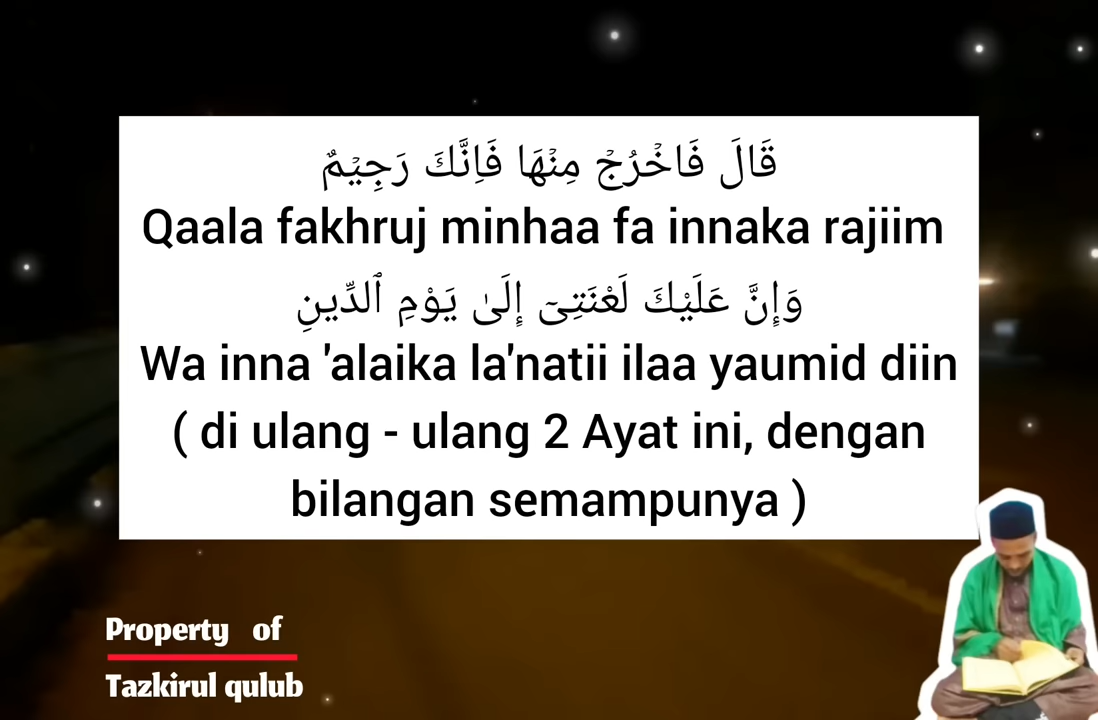 قَالَ فَاخْرُجْ مِنْهَا فَاِنَّكَ رَجِيْمٌ
Qaala fakhruj minhaa fa innaka rajiim
وَإِنَّ عَلَيْكَ لَعْنَتِىٓ إِلَىٰ يَوْمِ ٱلدِّينِ
Wa inna 'alaika la'natii ilaa yaumid diin
( di ulang - ulang 2 Ayat ini, dengan
bilangan semampunya )
Property of
Tazkirul qulub